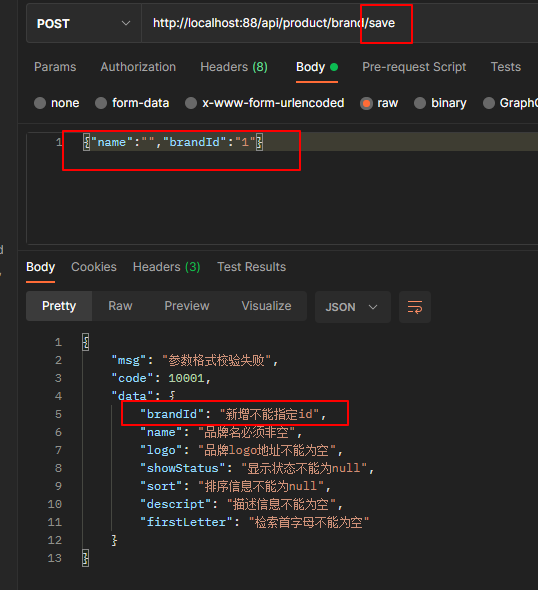 POST http://localhost:88/api/product/brand/save
Params Authorization Headers (8) Body Pre-request Script Tests
none form-data x-www-form-urlencoded raw binary GraphQ
1 {"name":"","brandId":"1"}
Body Cookies Headers (3) Test Results
Pretty Raw Preview Visualize JSON
1 {
2 "msg": "参数格式校验失败",
3 "code": 10001,
4 "data": {
5 "brandId": "新增不能指定id",
6 "name": "品牌名必须非空",
7 "logo": "品牌logo地址不能为空",
8 "showStatus": "显示状态不能为null",
9 "sort": "排序信息不能为null",
10 "descript": "描述信息不能为空",
11 "firstLetter": "检索首字母不能为空"
12 }
13 }